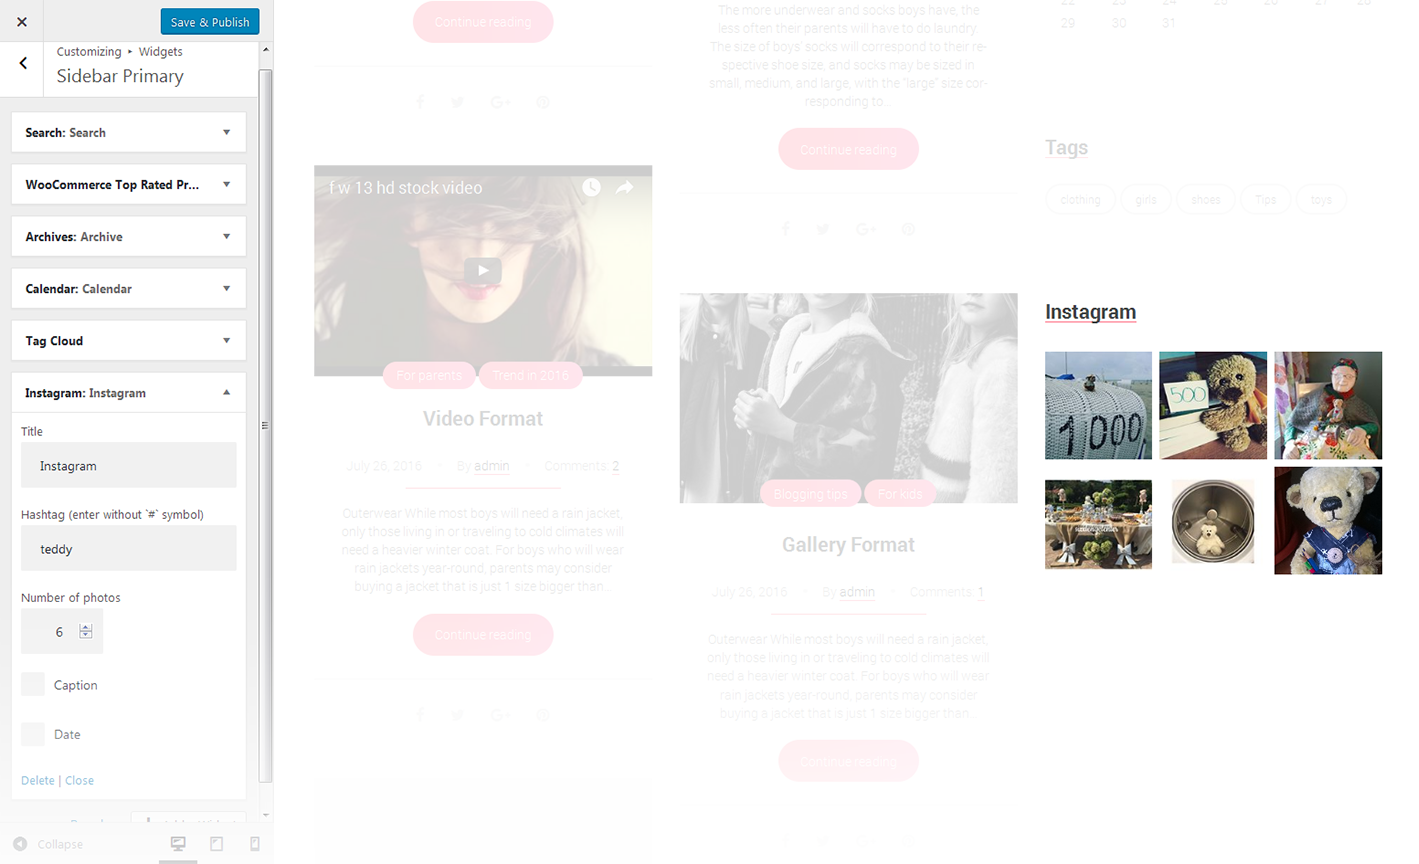 Save & Publish
Customizing ▸ Widgets
Sidebar Primary
Search: Search
WooCommerce Top Rated Pr...
Archives: Archive
Calendar: Calendar
Tag Cloud
Instagram: Instagram
Title
Instagram
Hashtag (enter without `#` symbol)
teddy
Number of photos
6
Caption
Date
Delete | Close
Collapse
Continue reading
f w 13 hd stock video
For parents
Trend in 2016
Video Format
July 26, 2016
By admin
Comments: 2
Outerwear While most boys will need a rain jacket,
only those living in or traveling to cold climates will
need a heavier winter coat. For boys who will wear
rain jackets year-round, parents may consider
buying a jacket that is just 1 size bigger than...
Continue reading
The more underwear and socks boys have, the
less often their parents will have to do laundry.
The size of boys' socks will correspond to their re-
spective shoe size, and socks may be sized in
small, medium, and large, with the "large" size cor-
responding to...
Continue reading
Blogging tips
For kids
Gallery Format
July 26, 2016
By admin
Comments: 1
Outerwear While most boys will need a rain jacket,
only those living in or traveling to cold climates will
need a heavier winter coat. For boys who will wear
rain jackets year-round, parents may consider
buying a jacket that is just 1 size bigger than...
Continue reading
22 23 24 25 26 27 28
29 30 31
Tags
clothing
girls
shoes
Tips
toys
Instagram
1000
500